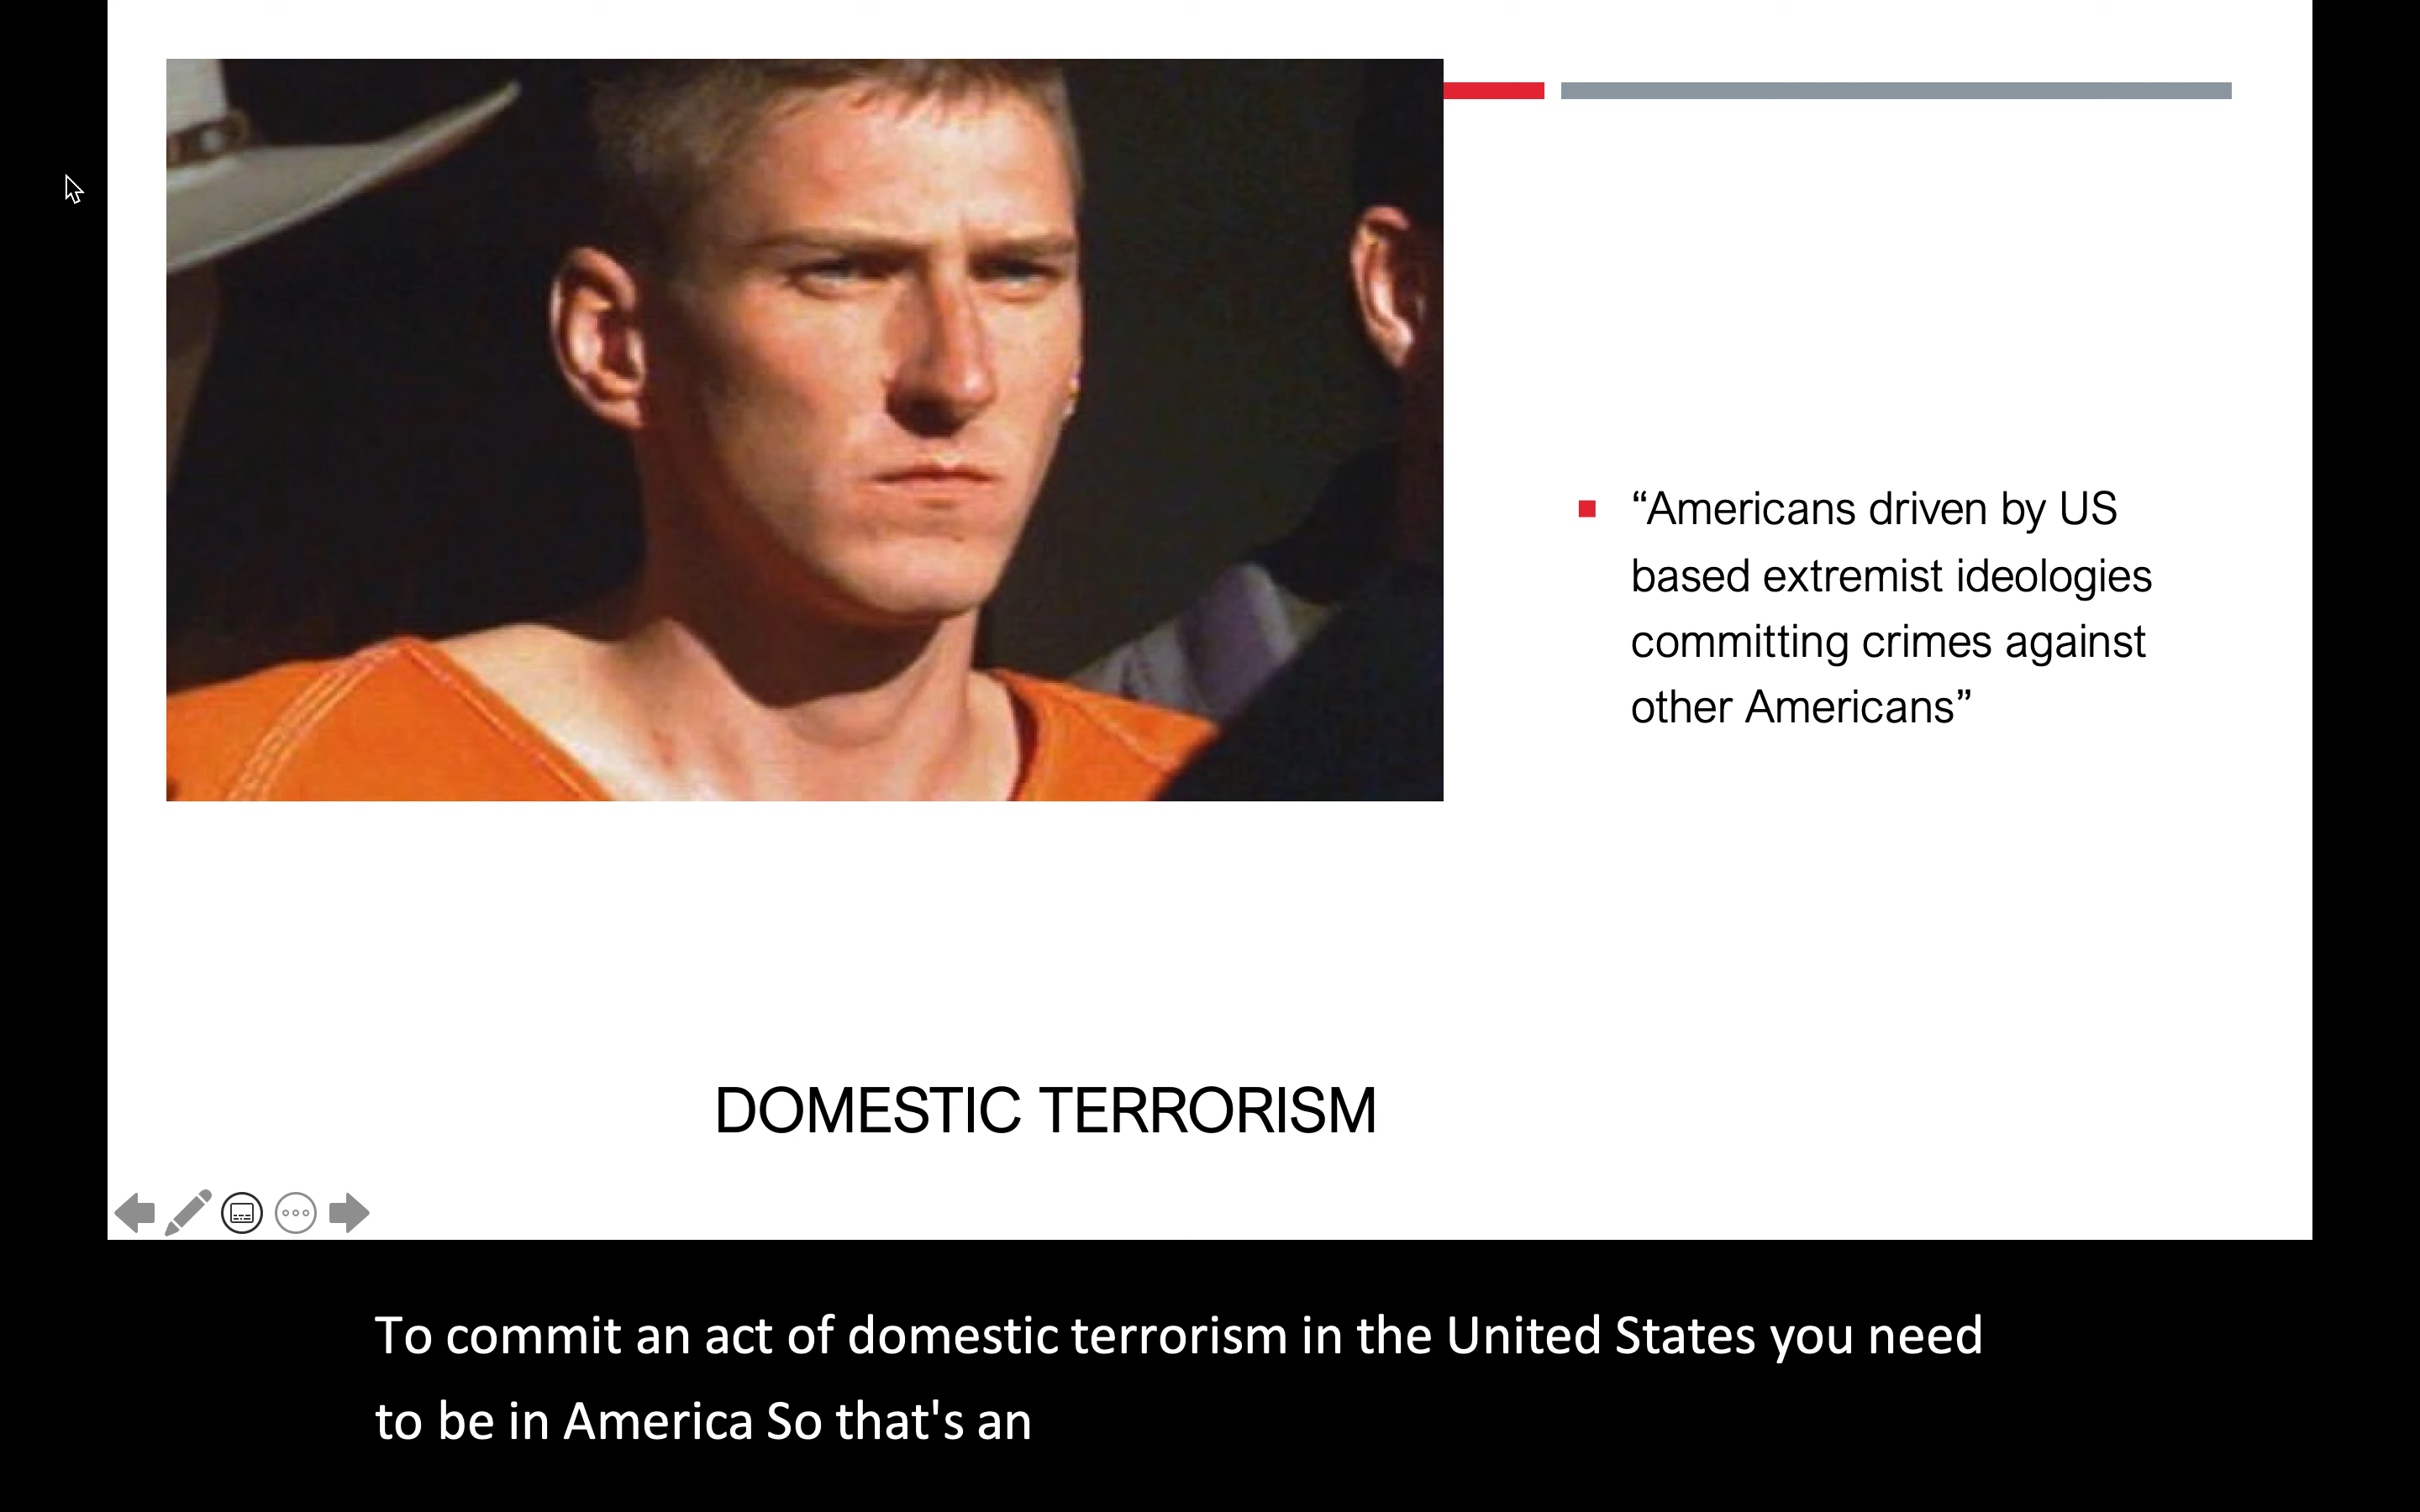 “Americans driven by US
based extremist ideologies
committing crimes against
other Americans”
DOMESTIC TERRORISM
To commit an act of domestic terrorism in the United States you need
to be in America So that's an